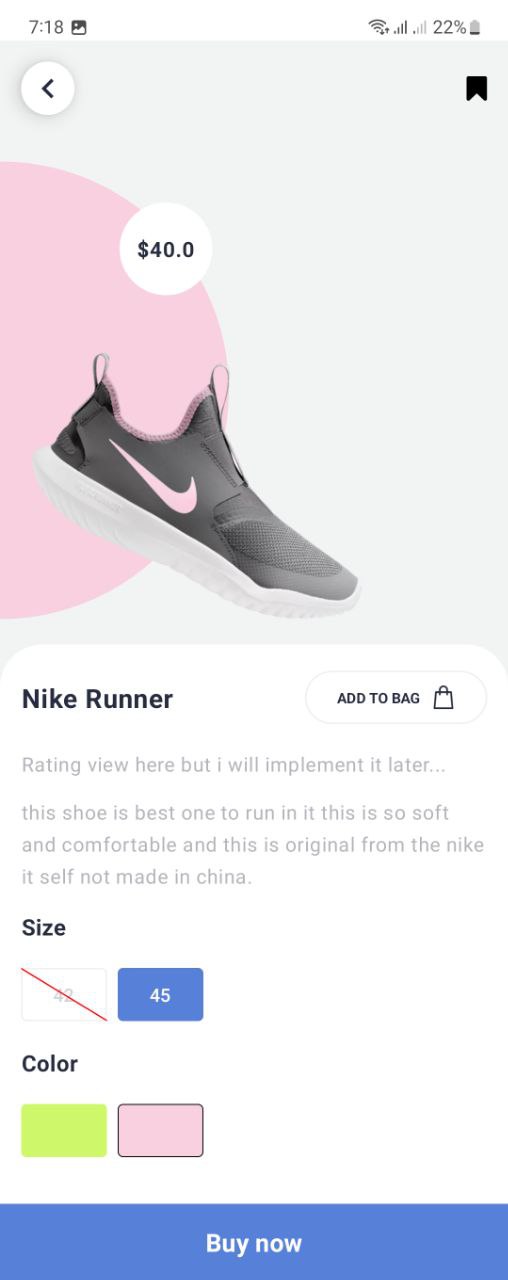 7:18 22%
$40.0
Nike Runner
ADD TO BAG
Rating view here but i will implement it later...
this shoe is best one to run in it this is so soft
and comfortable and this is original from the nike
it self not made in china.
Size
42 45
Color
Buy now